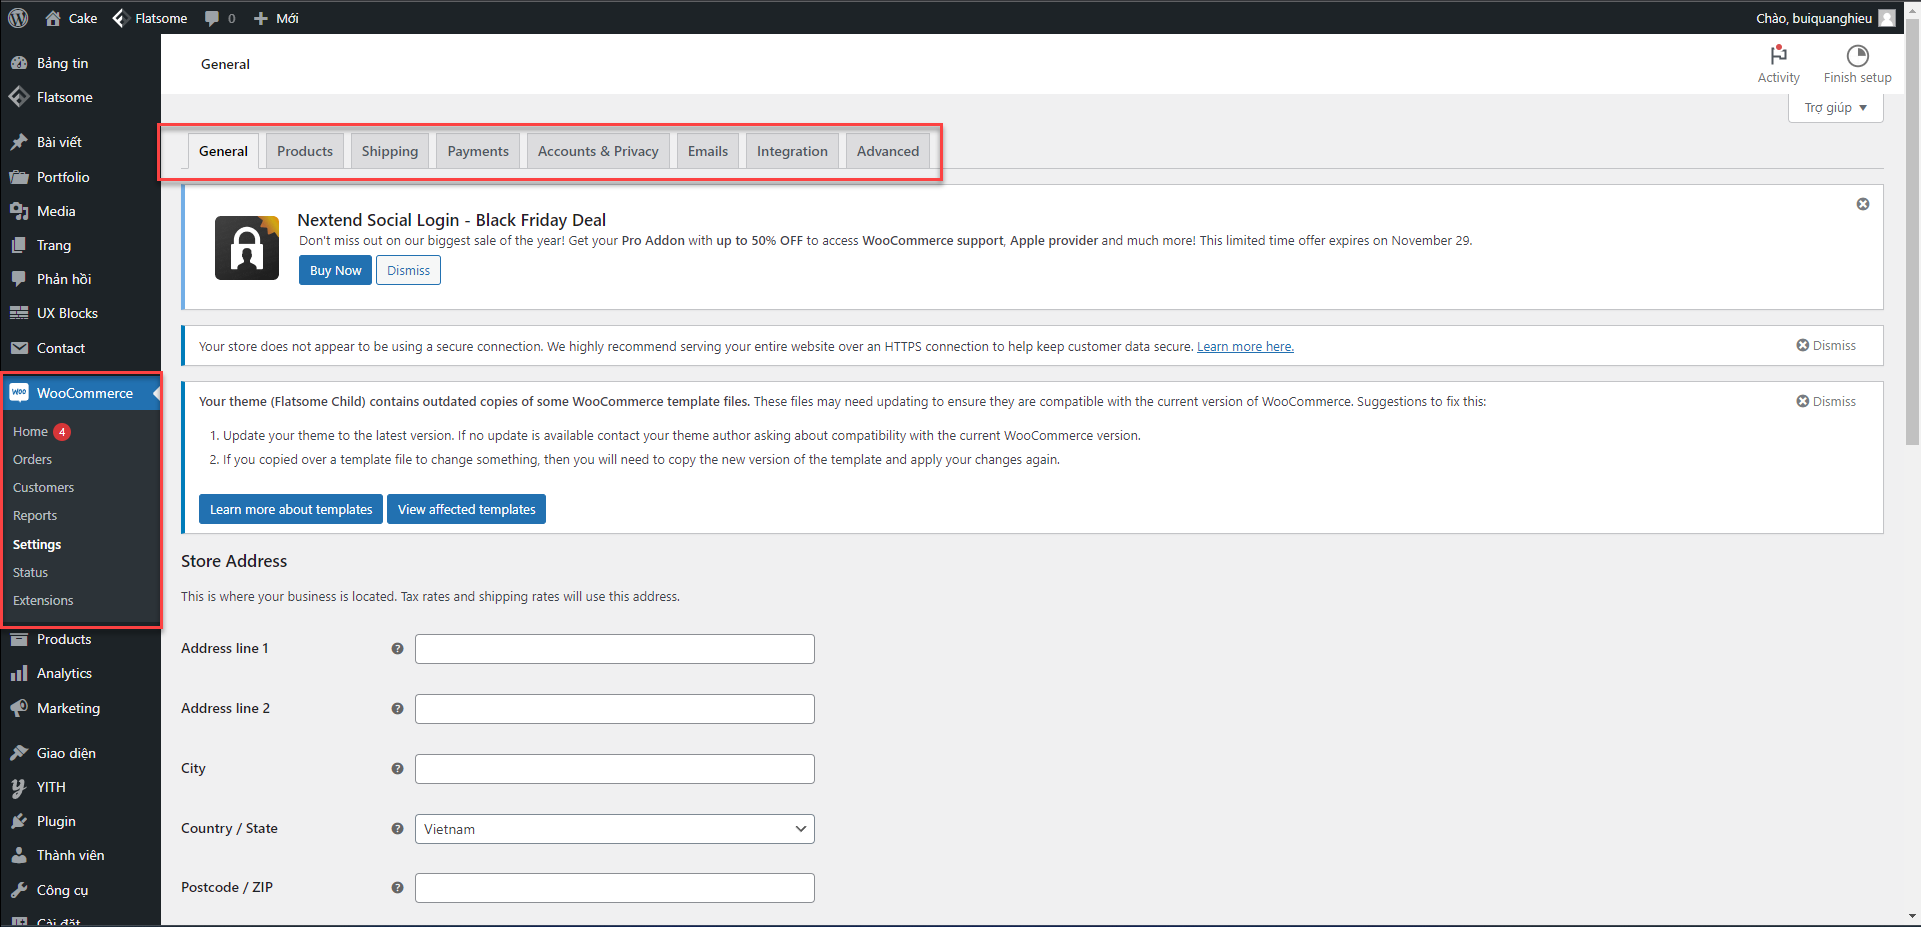 Cake
Flatsome
0
Mới
Chào, buiquanghieu
Bảng tin
Flatsome
Bài viết
Portfolio
Media
Trang
Phản hồi
UX Blocks
Contact
WooCommerce
Home 4
Orders
Customers
Reports
Settings
Status
Extensions
Products
Analytics
Marketing
Giao diện
YITH
Plugin
Thành viên
Công cụ
Cài đặt
General
Activity
Finish setup
Trợ giúp
General
Products
Shipping
Payments
Accounts & Privacy
Emails
Integration
Advanced
Nextend Social Login - Black Friday Deal
Don't miss out on our biggest sale of the year! Get your Pro Addon with up to 50% OFF to access WooCommerce support, Apple provider and much more! This limited time offer expires on November 29.
Buy Now
Dismiss
Your store does not appear to be using a secure connection. We highly recommend serving your entire website over an HTTPS connection to help keep customer data secure. Learn more here.
Dismiss
Your theme (Flatsome Child) contains outdated copies of some WooCommerce template files. These files may need updating to ensure they are compatible with the current version of WooCommerce. Suggestions to fix this:
Dismiss
1. Update your theme to the latest version. If no update is available contact your theme author asking about compatibility with the current WooCommerce version.
2. If you copied over a template file to change something, then you will need to copy the new version of the template and apply your changes again.
Learn more about templates
View affected templates
Store Address
This is where your business is located. Tax rates and shipping rates will use this address.
Address line 1
Address line 2
City
Country / State
Vietnam
Postcode / ZIP